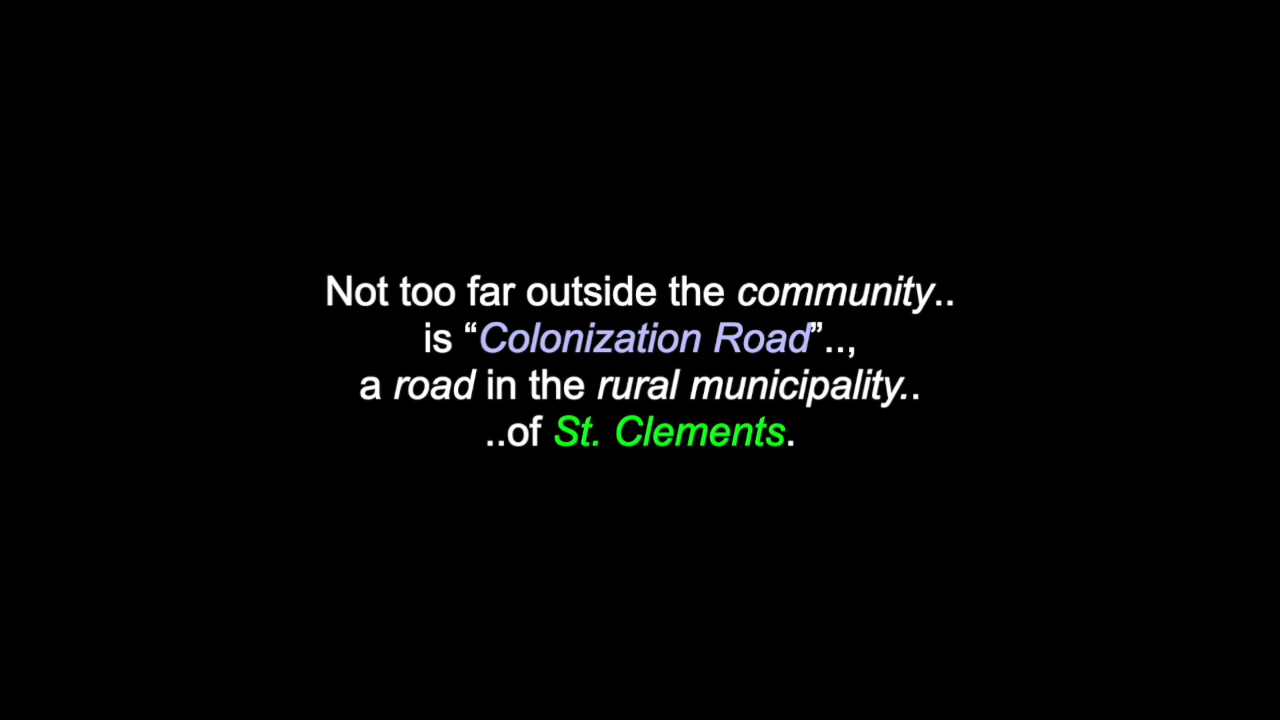 Not too far outside the community..
is “Colonization Road”..,
a road in the rural municipality..
..of St. Clements.